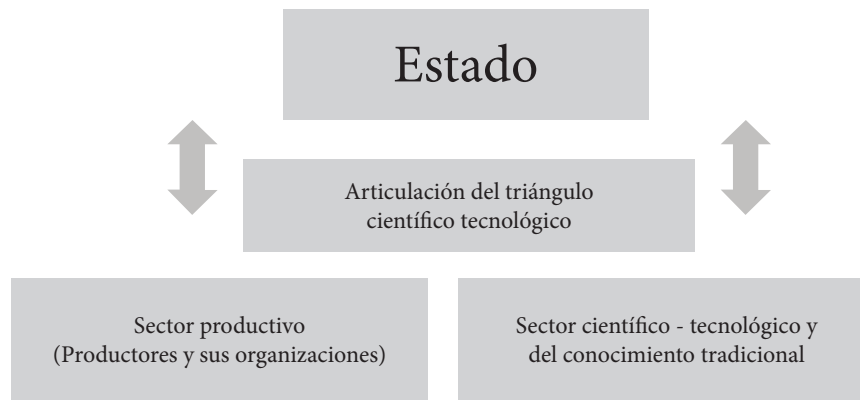 Estado
Articulación del triángulo
científico tecnológico
Sector productivo
(Productores y sus organizaciones)
Sector científico - tecnológico y
del conocimiento tradicional